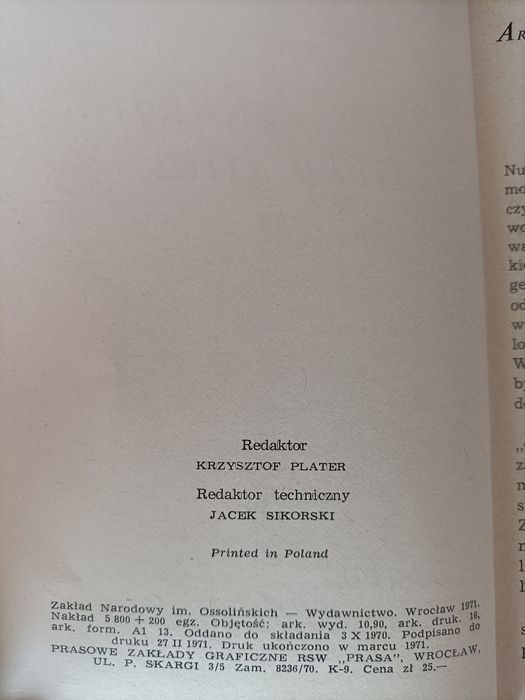 Redaktor
KRZYSZTOF PLATER
Redaktor techniczny
JACEK SIKORSKI
Printed in Poland
Zakład Narodowy im. Ossolińskich — Wydawnictwo. Wrocław 1971.
Nakład 5 800 + 200 egz. Objętość: ark. wyd. 10,90, ark. druk. 16,
ark. form. A1 13. Oddano do składania 3 X 1970. Podpisano do
druku 27 II 1971. Druk ukończono w marcu 1971.
PRASOWE ZAKŁADY GRAFICZNE RSW „PRASA”, WROCŁAW,
UL. P. SKARGI 3/5 Zam. 8236/70. K-9. Cena zł 25.—